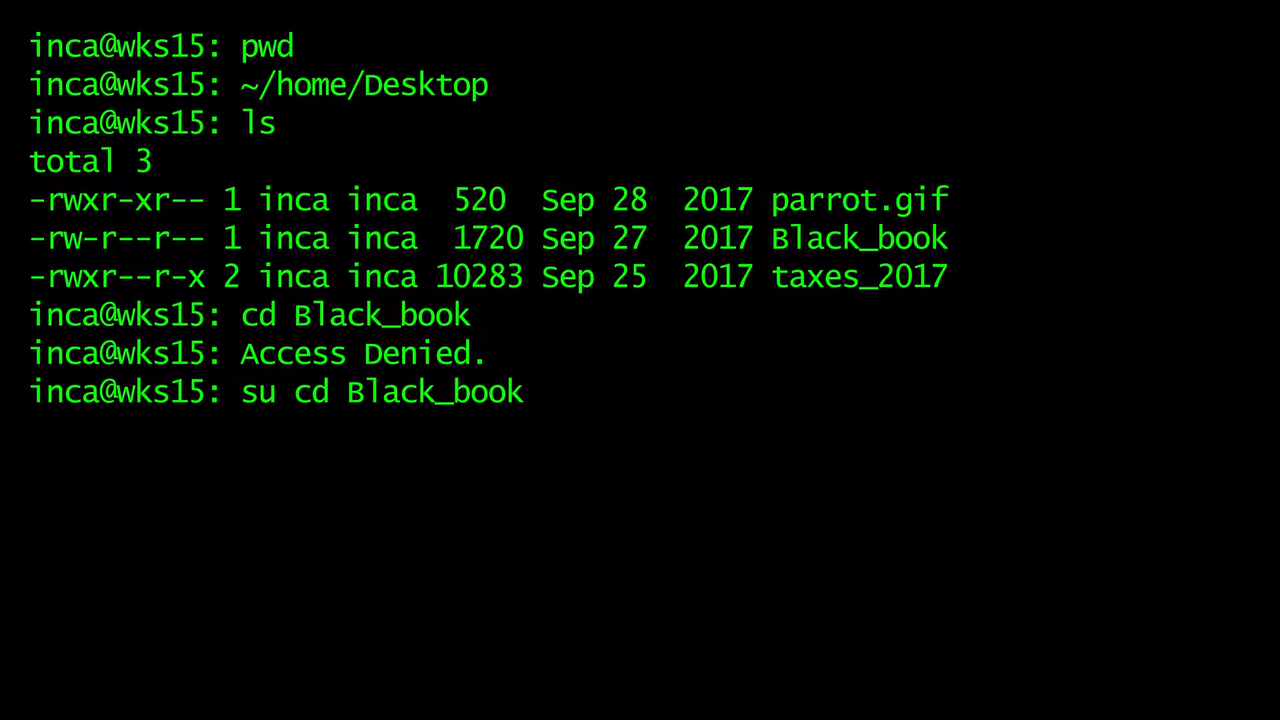 inca@wks15: pwd
inca@wks15: ~/home/Desktop
inca@wks15: ls
total 3
-rwxr-xr-- 1 inca inca  520  Sep 28  2017 parrot.gif
-rw-r--r-- 1 inca inca  1720 Sep 27  2017 Black_book
-rwxr--r-x 2 inca inca 10283 Sep 25  2017 taxes_2017
inca@wks15: cd Black_book
inca@wks15: Access Denied.
inca@wks15: su cd Black_book